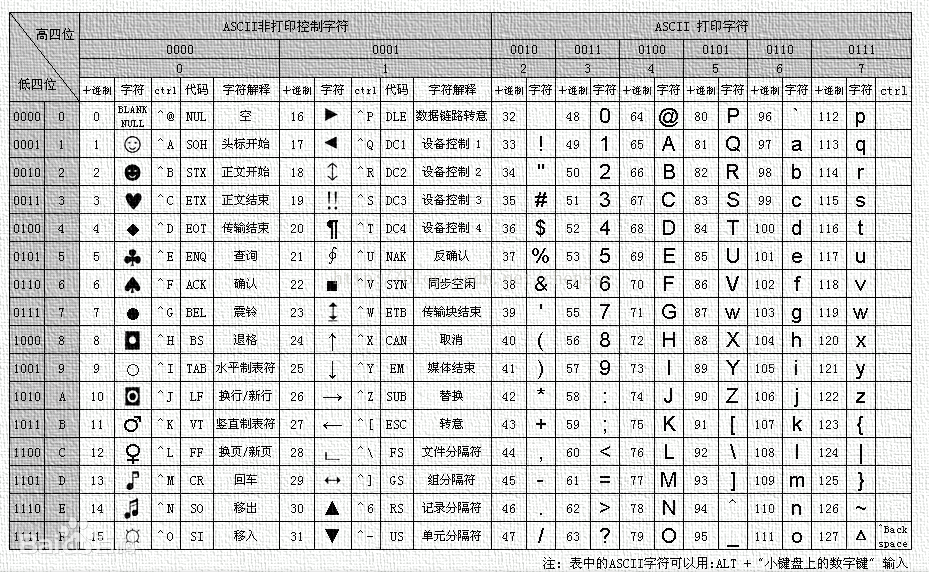 高四位 ASCII非打印控制字符 ASCII 打印字符
0000 0001 0010 0011 0100 0101 0110 0111
低四位 0 1 2 3 4 5 6 7
十进制 字符 ctrl 代码 字符解释 十进制 字符 ctrl 代码 字符解释 十进制 字符 十进制 字符 十进制 字符 十进制 字符 十进制 字符 十进制 字符 ctrl
0000 0 0 BLANK NULL ^@ NUL 空 16 ► ^P DLE 数据链路转意 32 48 0 64 @ 80 P 96 ` 112 p
0001 1 1 ☺ ^A SOH 头标开始 17 ◄ ^Q DC1 设备控制 1 33 ! 49 1 65 A 81 Q 97 a 113 q
0010 2 2 ☻ ^B STX 正文开始 18 ↕ ^R DC2 设备控制 2 34 " 50 2 66 B 82 R 98 b 114 r
0011 3 3 ♥ ^C ETX 正文结束 19 ‼ ^S DC3 设备控制 3 35 # 51 3 67 C 83 S 99 c 115 s
0100 4 4 ♦ ^D EOT 传输结束 20 ¶ ^T DC4 设备控制 4 36 $ 52 4 68 D 84 T 100 d 116 t
0101 5 5 ♣ ^E ENQ 查询 21 ∮ ^U NAK 反确认 37 % 53 5 69 E 85 U 101 e 117 u
0110 6 6 ♠ ^F ACK 确认 22 ■ ^V SYN 同步空闲 38 & 54 6 70 F 86 V 102 f 118 v
0111 7 7 ● ^G BEL 震铃 23 ↨ ^W ETB 传输块结束 39 ' 55 7 71 G 87 w 103 g 119 w
1000 8 8 ◘ ^H BS 退格 24 ↑ ^X CAN 取消 40 ( 56 8 72 H 88 X 104 h 120 x
1001 9 9 ○ ^I TAB 水平制表符 25 ↓ ^Y EM 媒体结束 41 ) 57 9 73 I 89 Y 105 i 121 y
1010 A 10 ◙ ^J LF 换行/新行 26 → ^Z SUB 替换 42 * 58 : 74 J 90 Z 106 j 122 z
1011 B 11 ♂ ^K VT 竖直制表符 27 ← ^[ ESC 转意 43 + 59 ; 75 K 91 [ 107 k 123 {
1100 C 12 ♀ ^L FF 换页/新页 28 ∟ ^\ FS 文件分隔符 44 , 60 < 76 L 92 \ 108 l 124 |
1101 D 13 ♪ ^M CR 回车 29 ↔ ^] GS 组分隔符 45 - 61 = 77 M 93 ] 109 m 125 }
1110 E 14 ♫ ^N SO 移出 30 ▲ ^6 RS 记录分隔符 46 . 62 > 78 N 94 ^ 110 n 126 ~
1111 F 15 ☼ ^O SI 移入 31 ▼ ^- US 单元分隔符 47 / 63 ? 79 O 95 _ 111 o 127 Δ ^Back space
注: 表中的ASCII字符可以用:ALT + "小键盘上的数字键" 输入